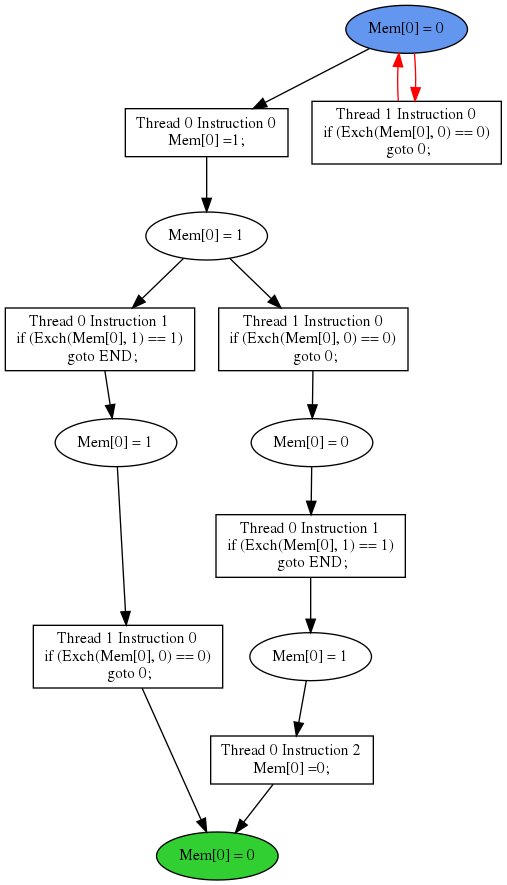 Mem[0] = 0
Thread 0 Instruction 0
Mem[0] =1;
Thread 1 Instruction 0
if (Exch(Mem[0], 0) == 0)
goto 0;
Mem[0] = 1
Thread 0 Instruction 1
if (Exch(Mem[0], 1) == 1)
goto END;
Thread 1 Instruction 0
if (Exch(Mem[0], 0) == 0)
goto 0;
Mem[0] = 1
Mem[0] = 0
Thread 0 Instruction 1
if (Exch(Mem[0], 1) == 1)
goto END;
Thread 1 Instruction 0
if (Exch(Mem[0], 0) == 0)
goto 0;
Mem[0] = 1
Thread 0 Instruction 2
Mem[0] =0;
Mem[0] = 0